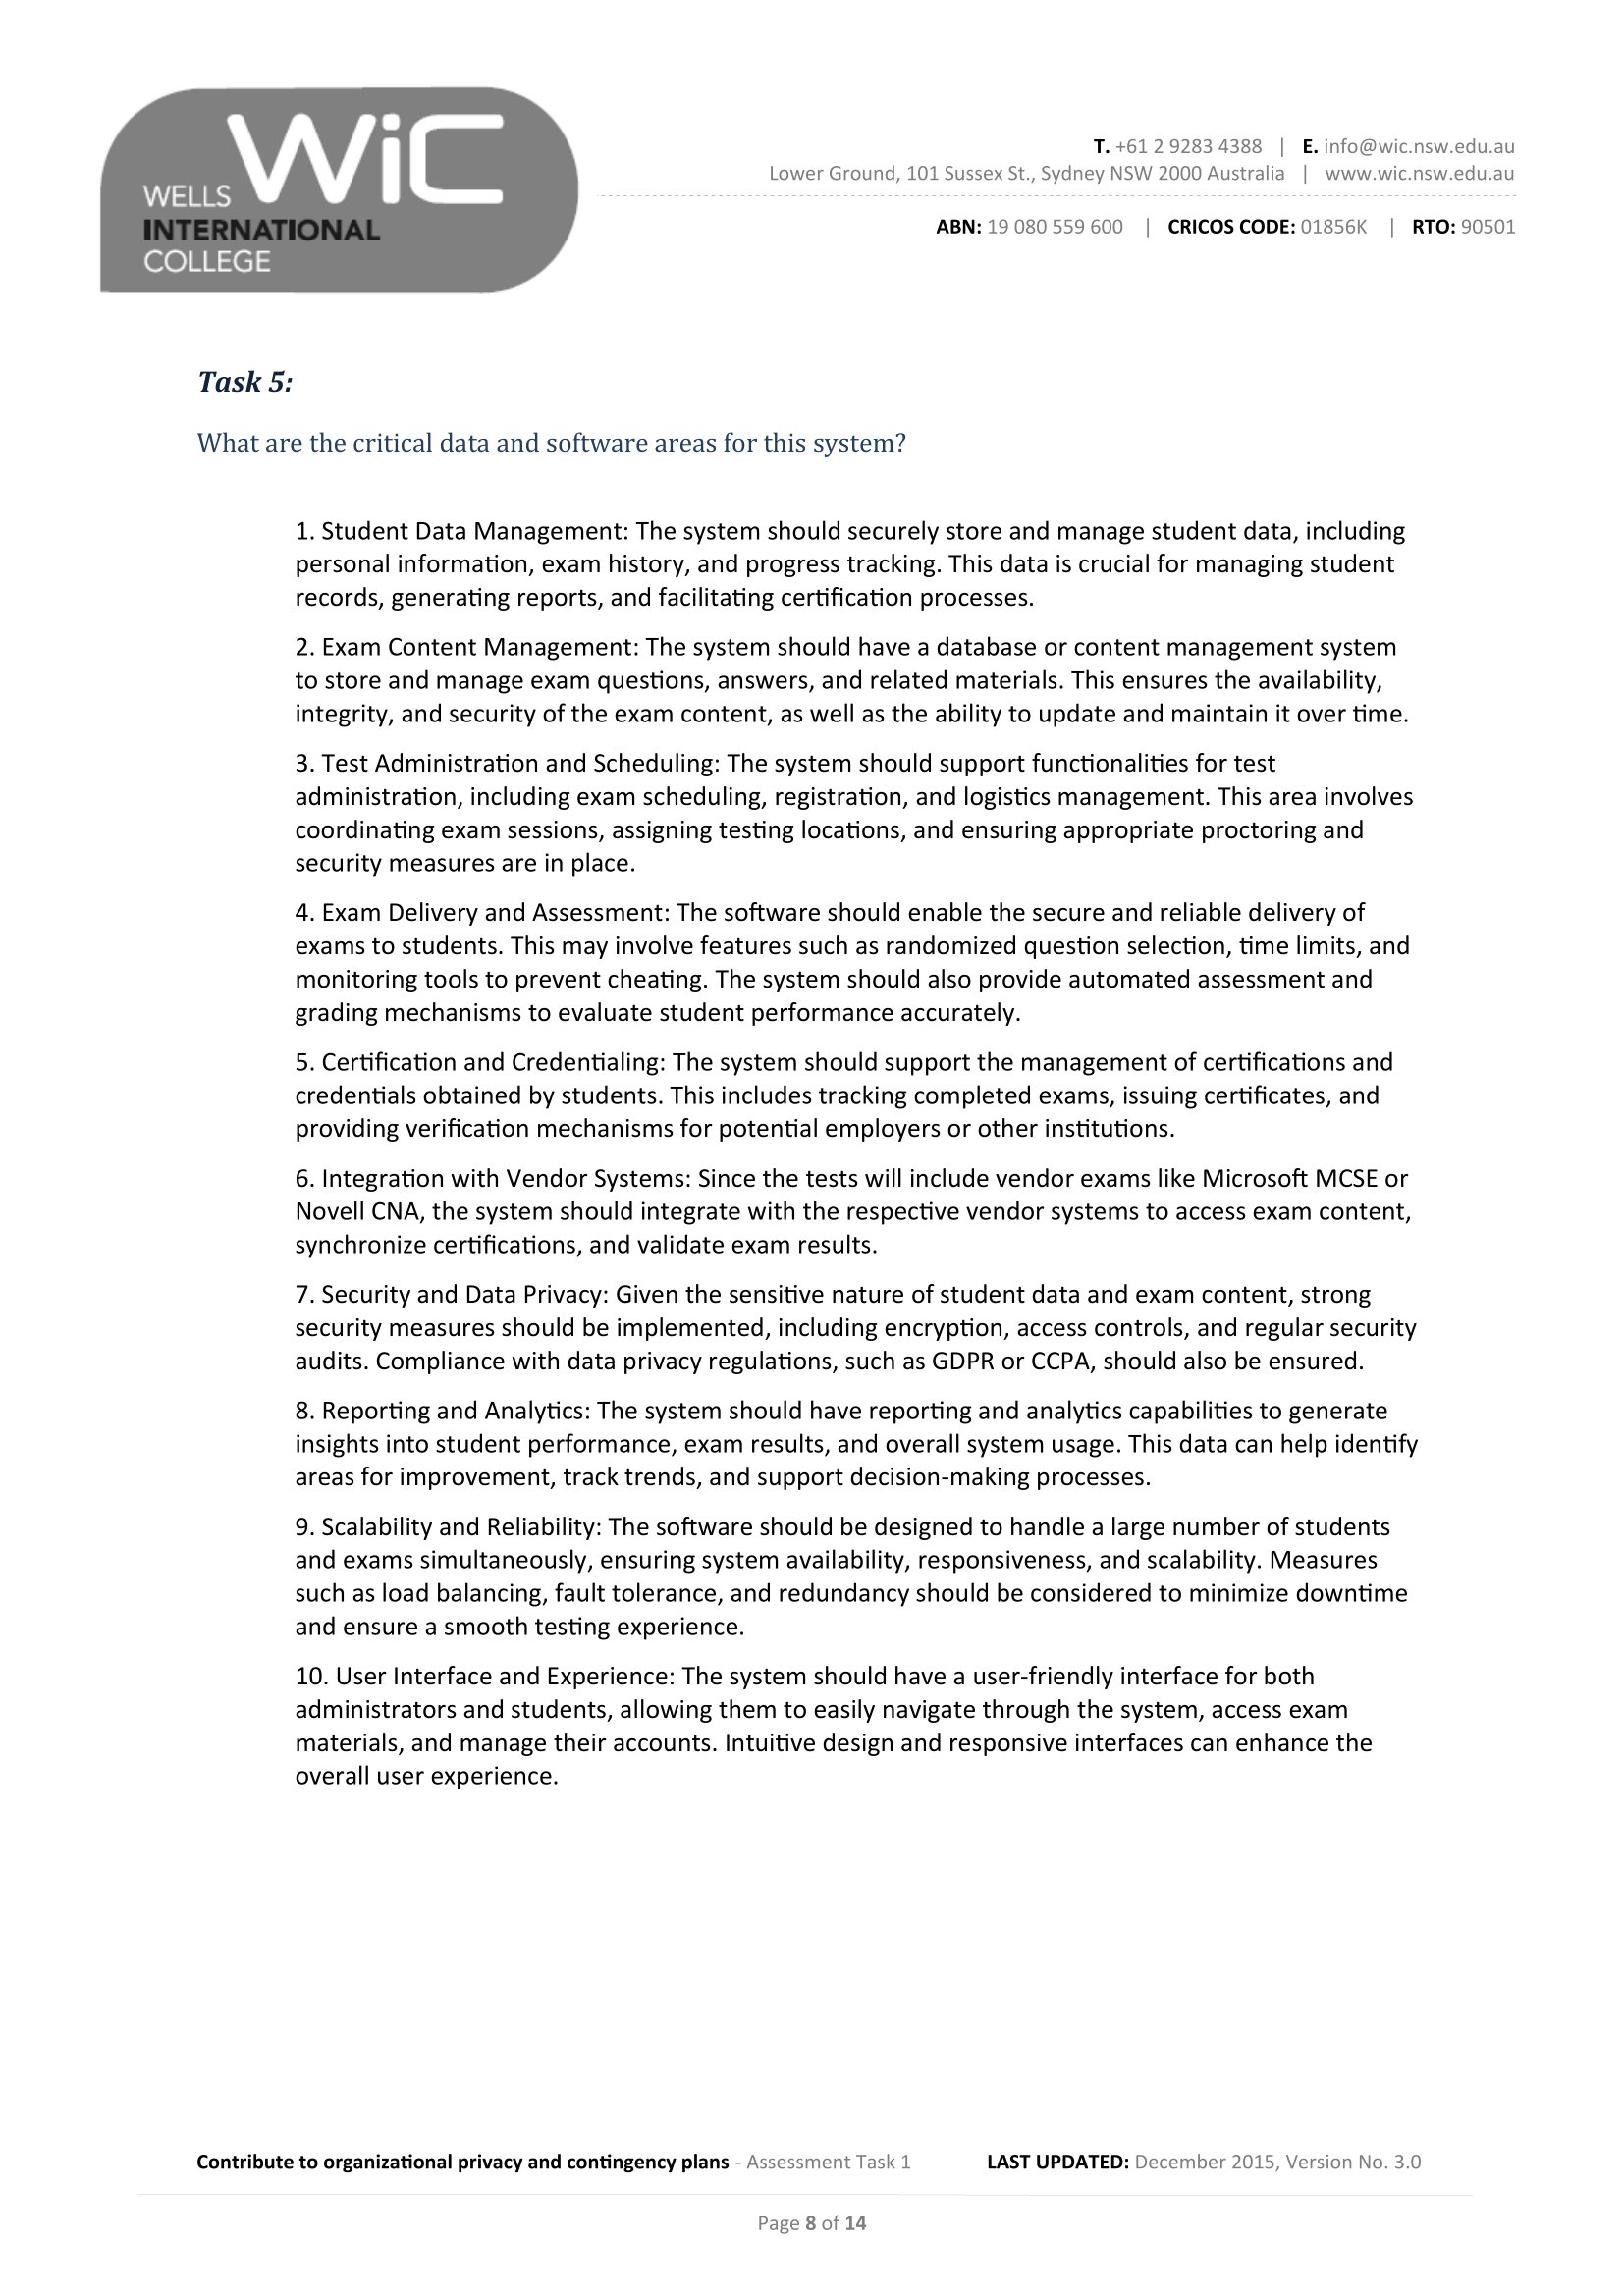 WiC
WELLS
INTERNATIONAL
COLLEGE
T. +61 2 9283 4388 | E. info@wic.nsw.edu.au
Lower Ground, 101 Sussex St., Sydney NSW 2000 Australia | www.wic.nsw.edu.au
ABN: 19 080 559 600 | CRICOS CODE: 01856K | RTO: 90501
Task 5:
What are the critical data and software areas for this system?
1. Student Data Management: The system should securely store and manage student data, including
personal information, exam history, and progress tracking. This data is crucial for managing student
records, generating reports, and facilitating certification processes.
2. Exam Content Management: The system should have a database or content management system
to store and manage exam questions, answers, and related materials. This ensures the availability,
integrity, and security of the exam content, as well as the ability to update and maintain it over time.
3. Test Administration and Scheduling: The system should support functionalities for test
administration, including exam scheduling, registration, and logistics management. This area involves
coordinating exam sessions, assigning testing locations, and ensuring appropriate proctoring and
security measures are in place.
4. Exam Delivery and Assessment: The software should enable the secure and reliable delivery of
exams to students. This may involve features such as randomized question selection, time limits, and
monitoring tools to prevent cheating. The system should also provide automated assessment and
grading mechanisms to evaluate student performance accurately.
5. Certification and Credentialing: The system should support the management of certifications and
credentials obtained by students. This includes tracking completed exams, issuing certificates, and
providing verification mechanisms for potential employers or other institutions.
6. Integration with Vendor Systems: Since the tests will include vendor exams like Microsoft MCSE or
Novell CNA, the system should integrate with the respective vendor systems to access exam content,
synchronize certifications, and validate exam results.
7. Security and Data Privacy: Given the sensitive nature of student data and exam content, strong
security measures should be implemented, including encryption, access controls, and regular security
audits. Compliance with data privacy regulations, such as GDPR or CCPA, should also be ensured.
8. Reporting and Analytics: The system should have reporting and analytics capabilities to generate
insights into student performance, exam results, and overall system usage. This data can help identify
areas for improvement, track trends, and support decision-making processes.
9. Scalability and Reliability: The software should be designed to handle a large number of students
and exams simultaneously, ensuring system availability, responsiveness, and scalability. Measures
such as load balancing, fault tolerance, and redundancy should be considered to minimize downtime
and ensure a smooth testing experience.
10. User Interface and Experience: The system should have a user-friendly interface for both
administrators and students, allowing them to easily navigate through the system, access exam
materials, and manage their accounts. Intuitive design and responsive interfaces can enhance the
overall user experience.
Contribute to organizational privacy and contingency plans - Assessment Task 1 LAST UPDATED: December 2015, Version No. 3.0
Page 8 of 14